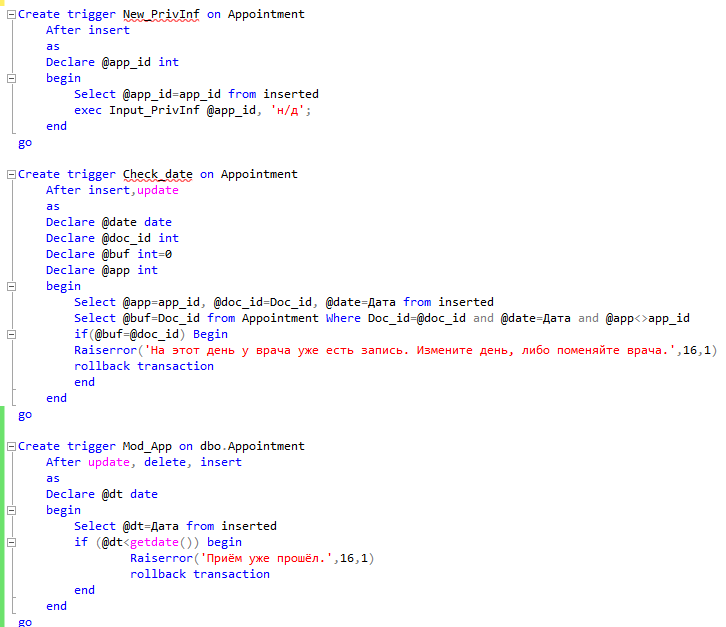 Create trigger New_PrivInf on Appointment
After insert
as
Declare @app_id int
begin
Select @app_id=app_id from inserted
exec Input_PrivInf @app_id, 'н/д';
end
go
Create trigger Check_date on Appointment
After insert,update
as
Declare @date date
Declare @doc_id int
Declare @buf int=0
Declare @app int
begin
Select @app=app_id, @doc_id=Doc_id, @date=Дата from inserted
Select @buf=Doc_id from Appointment Where Doc_id=@doc_id and @date=Дата and @app<>app_id
if(@buf=@doc_id) Begin
Raiserror('На этот день у врача уже есть запись. Измените день, либо поменяйте врача.',16,1)
rollback transaction
end
end
go
Create trigger Mod_App on dbo.Appointment
After update, delete, insert
as
Declare @dt date
begin
Select @dt=Дата from inserted
if (@dt<getdate()) begin
Raiserror('Приём уже прошёл.',16,1)
rollback transaction
end
end
go